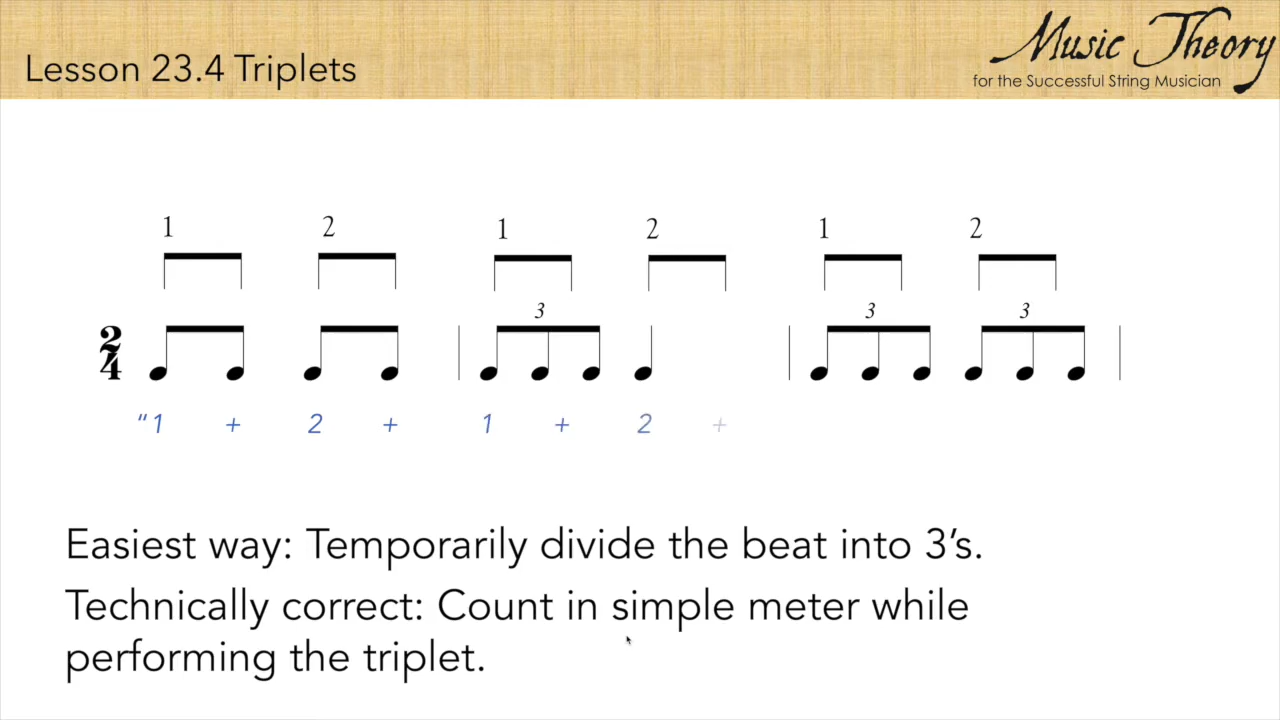 Lesson 23.4 Triplets
Music Theory
for the Successful String Musician
1 2 1 2 1 2
3 3 3
2
4
"1 + 2 + 1 + 2 +
Easiest way: Temporarily divide the beat into 3’s.
Technically correct: Count in simple meter while
performing the triplet.